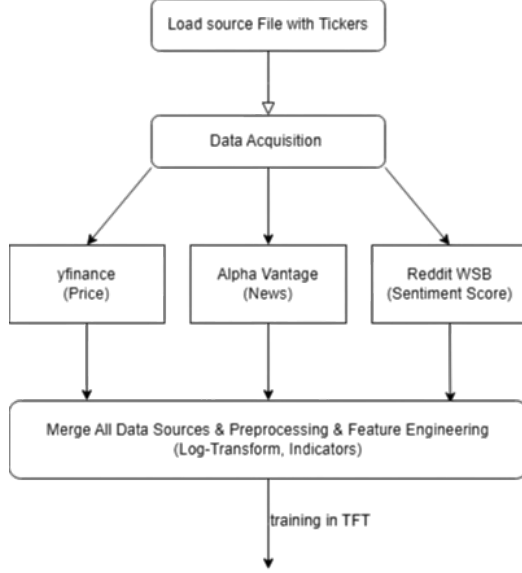 Load source File with Tickers
Data Acquisition
yfinance
(Price)
Alpha Vantage
(News)
Reddit WSB
(Sentiment Score)
Merge All Data Sources & Preprocessing & Feature Engineering
(Log-Transform, Indicators)
training in TFT